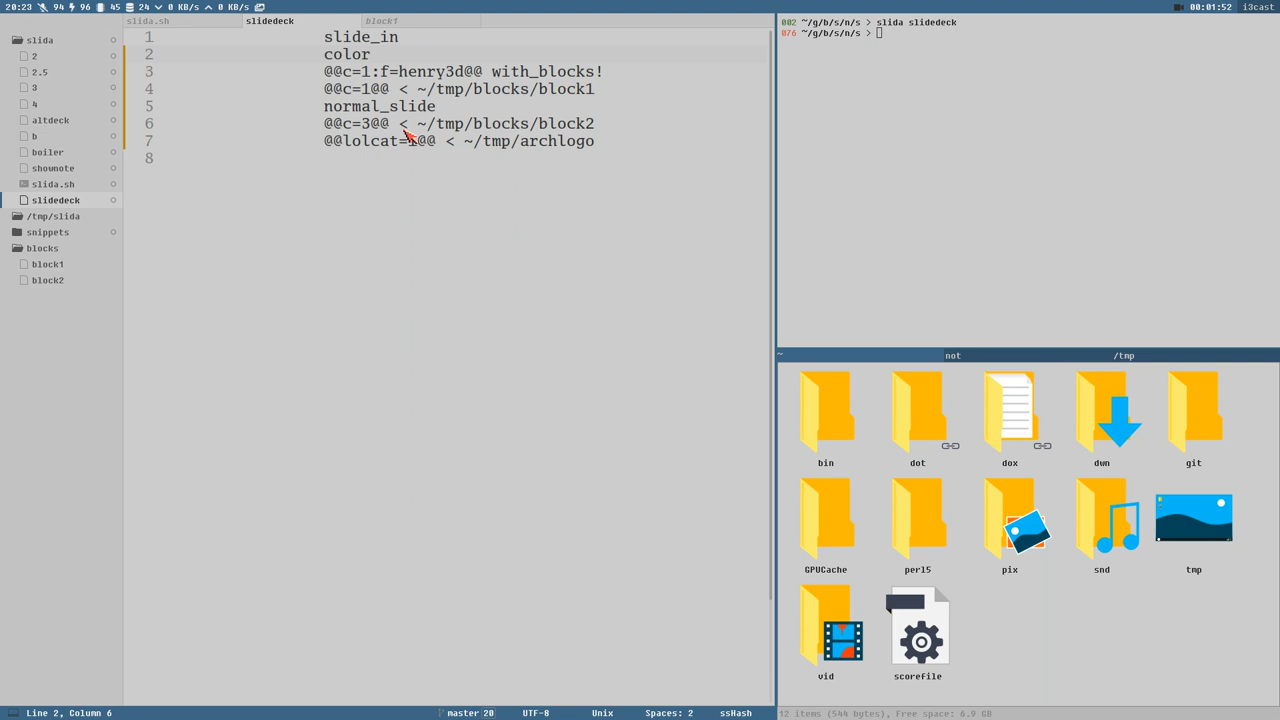 20:23 94 96 45 24 0 KB/s 0 KB/s
00:01:52 i3cast
slida.sh slidedeck block1
slida
2
2.5
3
4
altdeck
b
boiler
shownote
slida.sh
slidedeck
/tmp/slida
snippets
blocks
block1
block2
1 slide_in
2 color
3 @@c=1:f=henry3d@@ with_blocks!
4 @@c=1@@ < ~/tmp/blocks/block1
5 normal_slide
6 @@c=3@@ < ~/tmp/blocks/block2
7 @@lolcat=1@@ < ~/tmp/archlogo
8
Line 2, Column 6 master 20 UTF-8 Unix Spaces: 2 ssHash
002 ~/g/b/s/n/s > slida slidedeck
076 ~/g/b/s/n/s >
~ not /tmp
bin dot dox dwn git
GPUCache perl5 pix snd tmp
vid scorefile
12 items (544 bytes), Free space: 6.9 GB